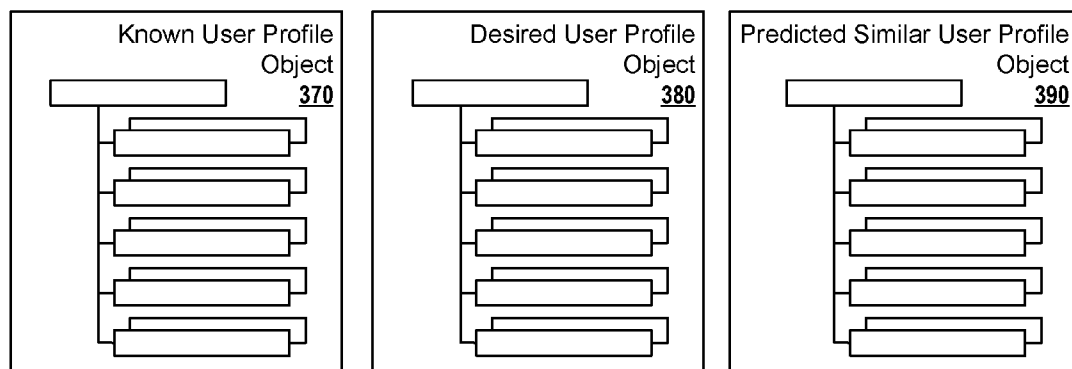 Known User Profile
Object
370
Desired User Profile
Object
380
Predicted Similar User Profile
Object
390